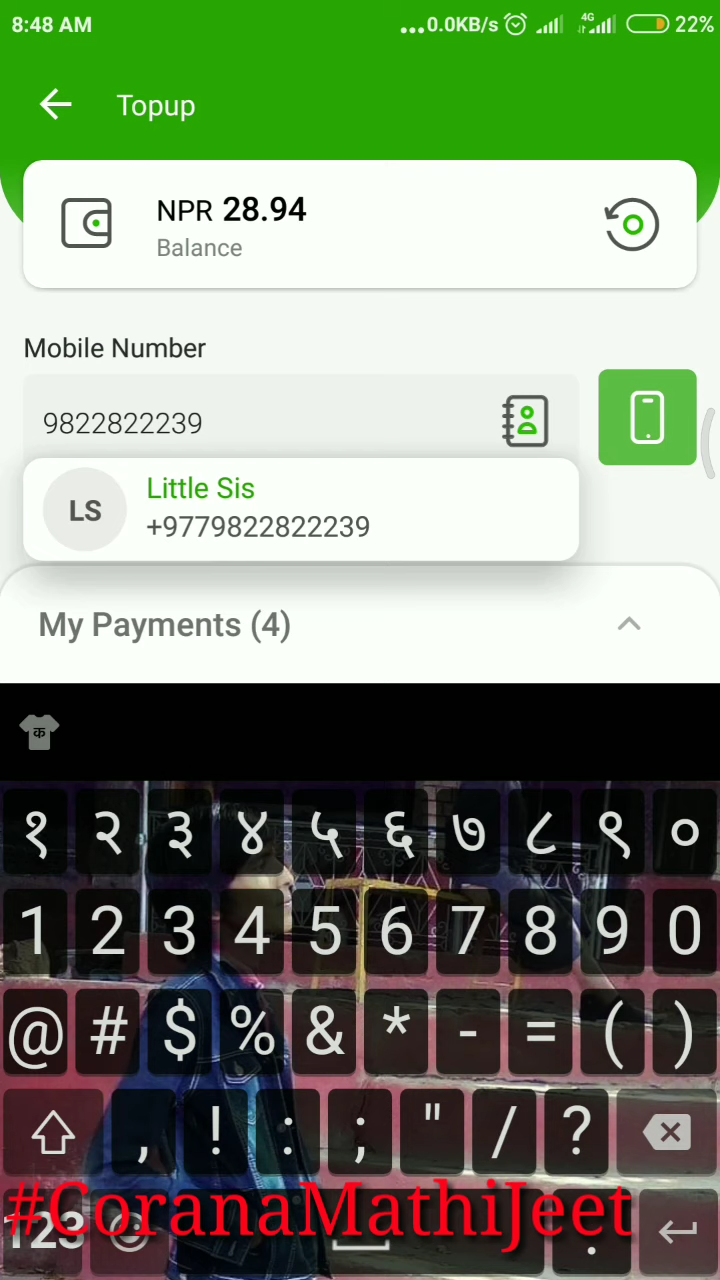 8:48 AM ...0.0KB/s 4G 22%
Topup
NPR 28.94
Balance
Mobile Number
9822822239
LS Little Sis
+9779822822239
My Payments (4)
क
१ २ ३ ४ ५ ६ ७ ८ ९ ०
1 2 3 4 5 6 7 8 9 0
@ # $ % & * - = ( )
, ! : ; " / ?
123 .
#CoranaMathiJeet